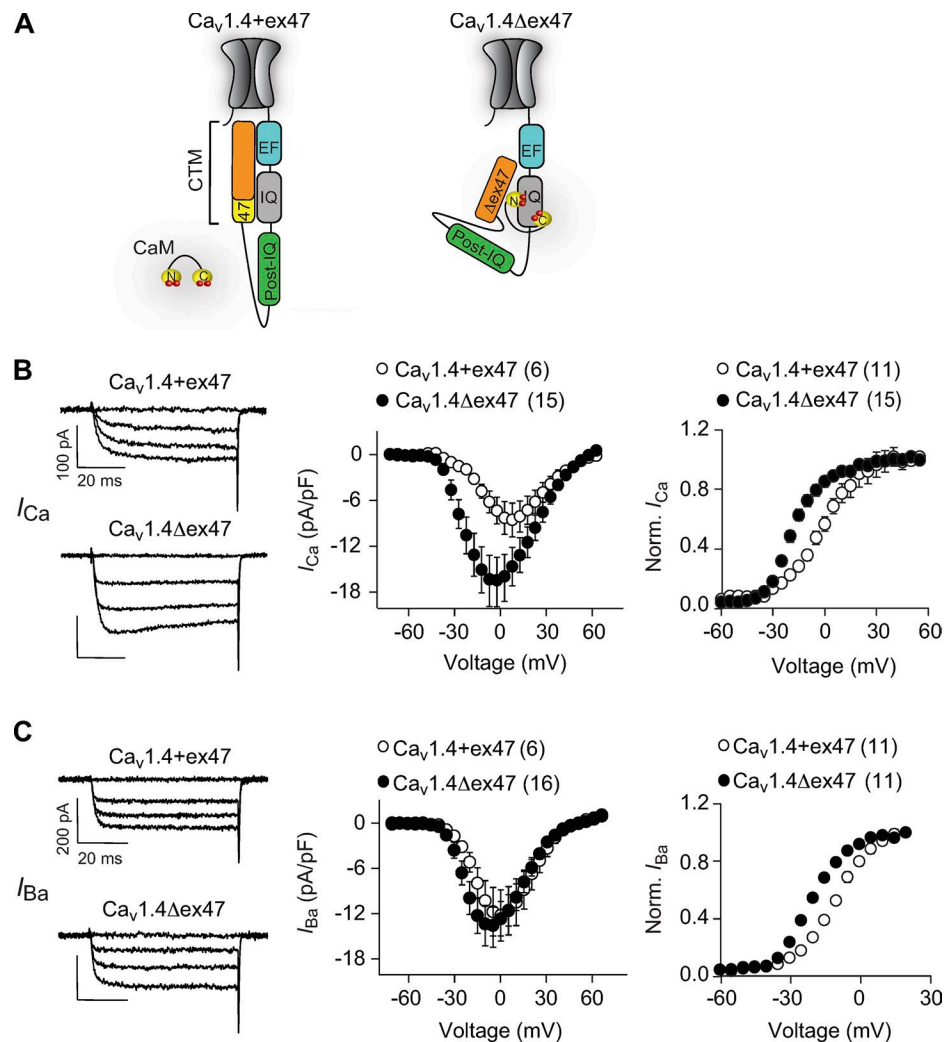 A
Caᵥ1.4+ex47
Caᵥ1.4Δex47
CTM
47
EF
IQ
Post-IQ
CaM
N
C
EF
Δex47
N
IQ
C
Post-IQ
B
Caᵥ1.4+ex47
100 pA
20 ms
I_Ca
Caᵥ1.4Δex47
Caᵥ1.4+ex47 (6)
Caᵥ1.4Δex47 (15)
0
-6
-12
-18
I_Ca (pA/pF)
-60 -30 0 30 60
Voltage (mV)
Caᵥ1.4+ex47 (11)
Caᵥ1.4Δex47 (15)
1.2
0.8
0.4
0.0
Norm. I_Ca
-60 -30 0 30 60
Voltage (mV)
C
Caᵥ1.4+ex47
200 pA
20 ms
I_Ba
Caᵥ1.4Δex47
Caᵥ1.4+ex47 (6)
Caᵥ1.4Δex47 (16)
0
-6
-12
-18
I_Ba (pA/pF)
-60 -30 0 30 60
Voltage (mV)
Caᵥ1.4+ex47 (11)
Caᵥ1.4Δex47 (11)
1.2
0.8
0.4
0.0
Norm. I_Ba
-60 -30 0 30
Voltage (mV)